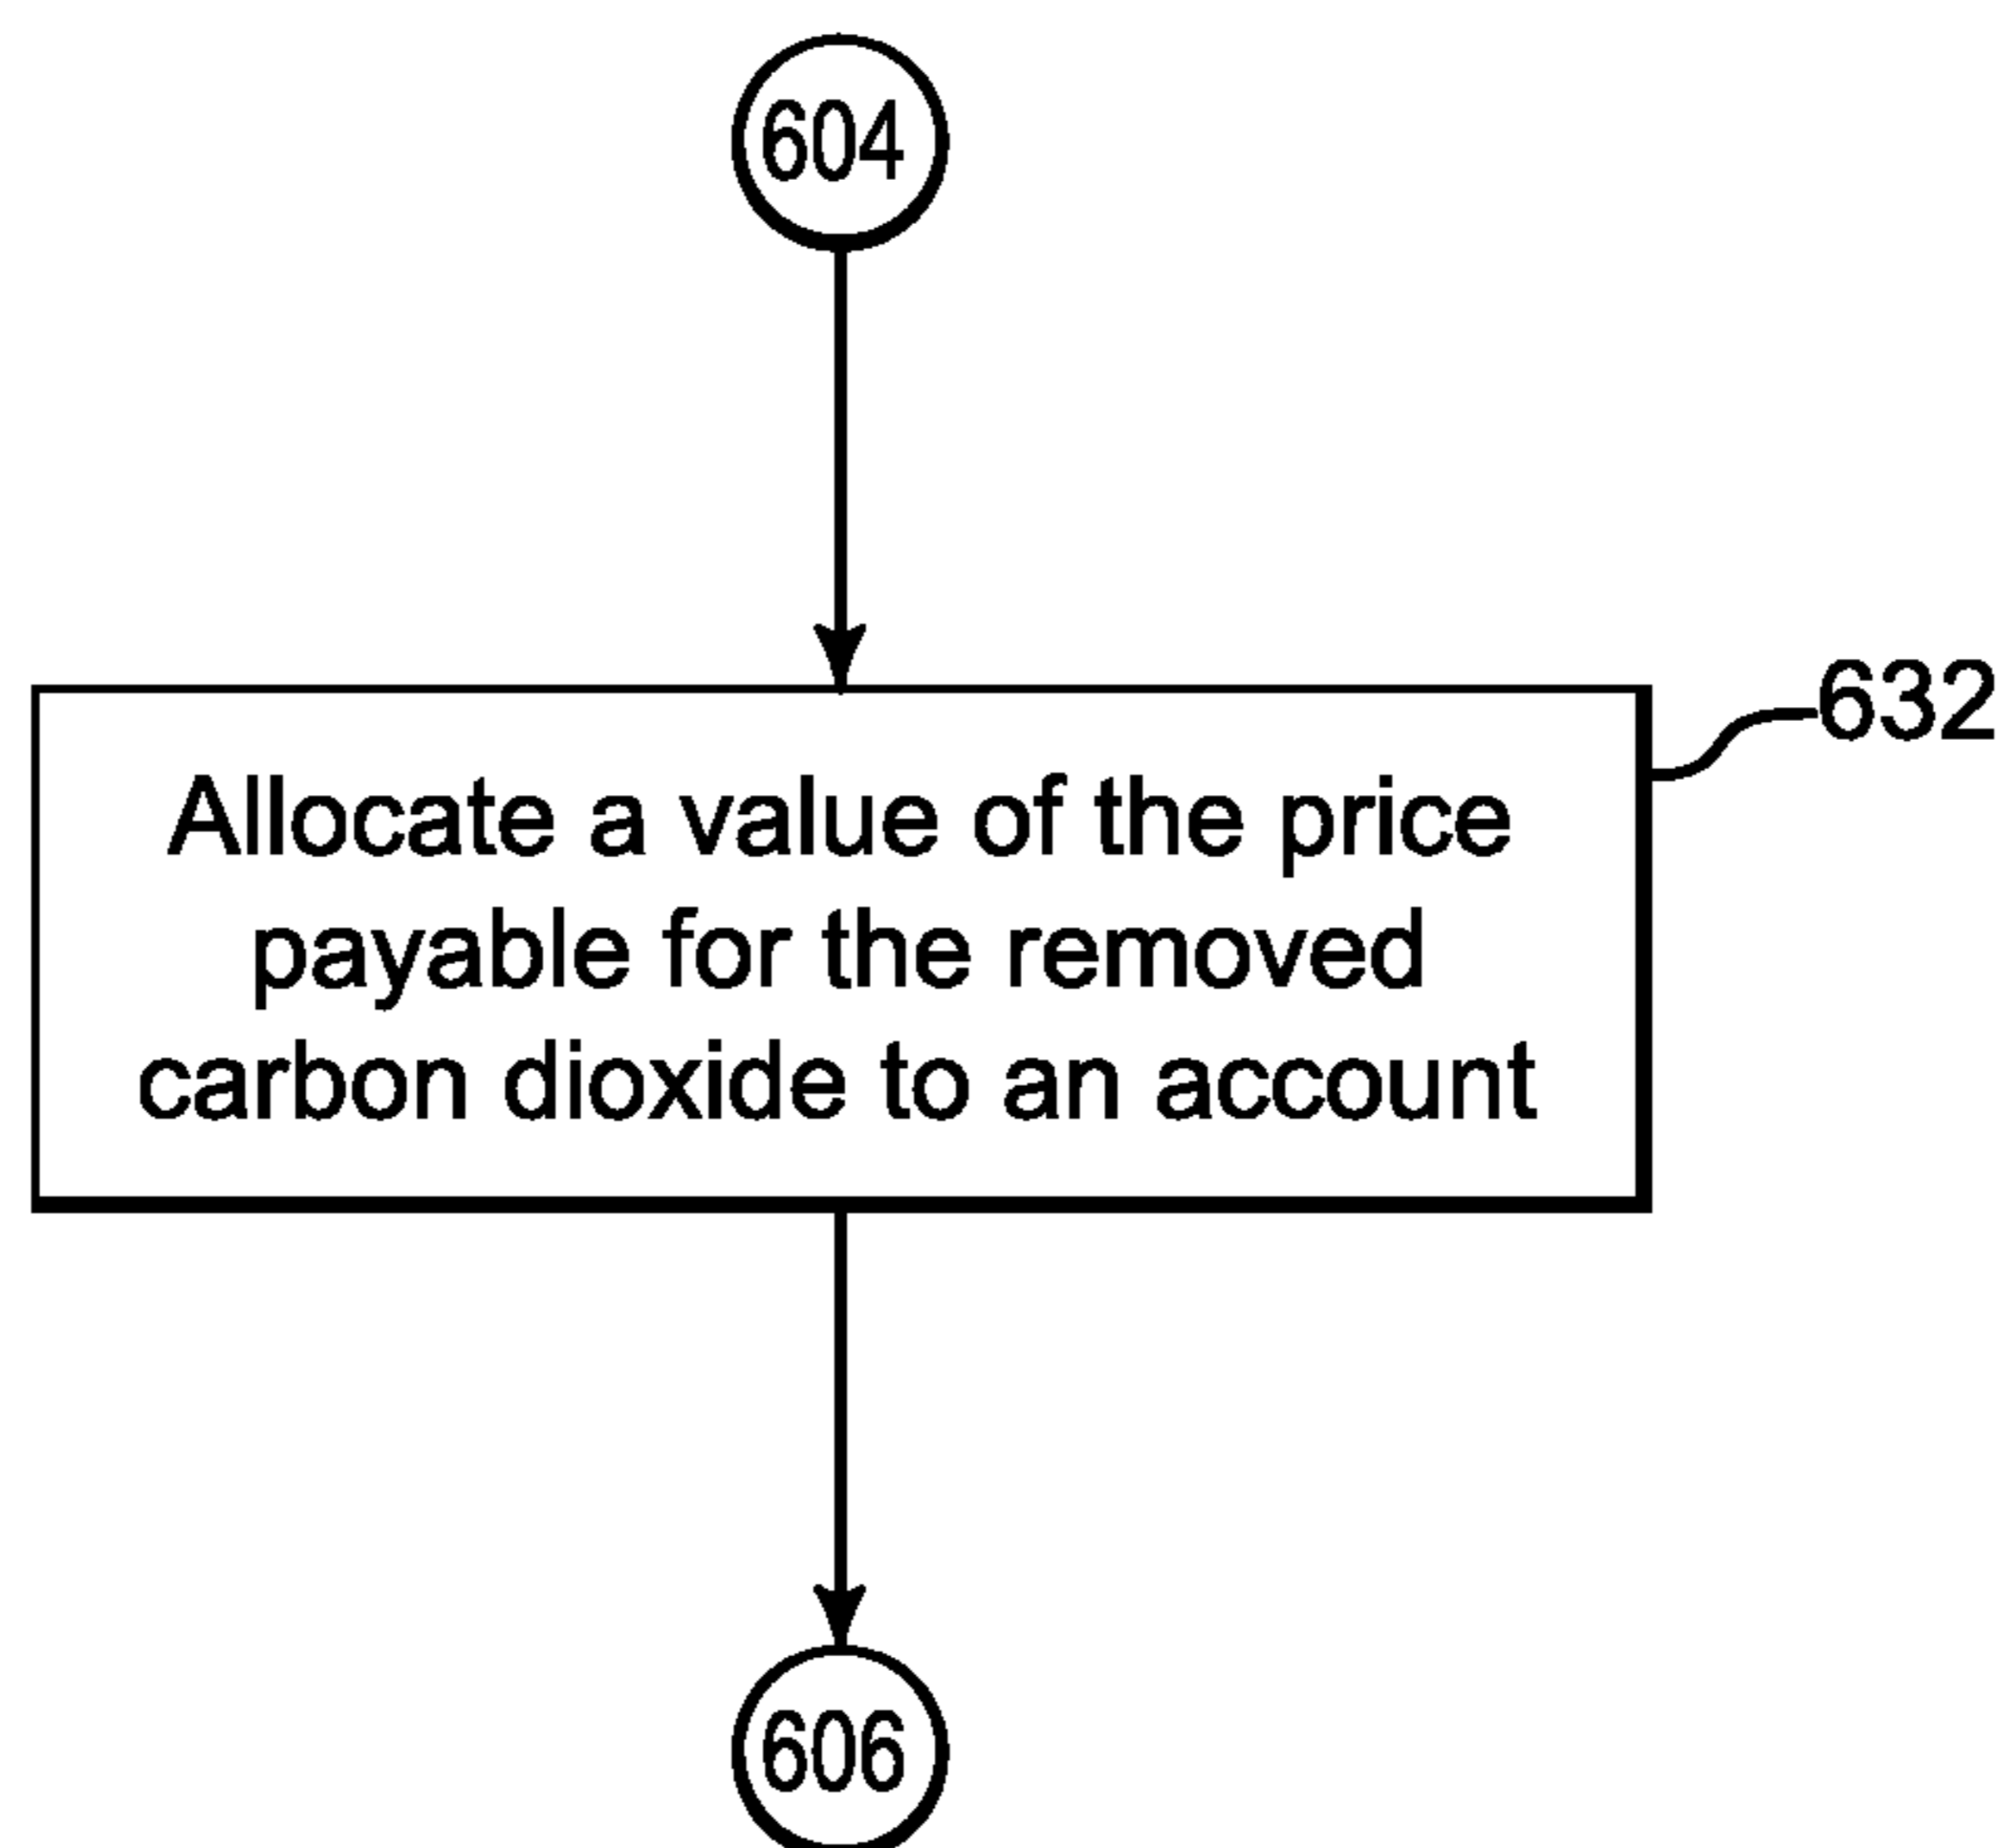 604
632
Allocate a value of the price
payable for the removed
carbon dioxide to an account
606